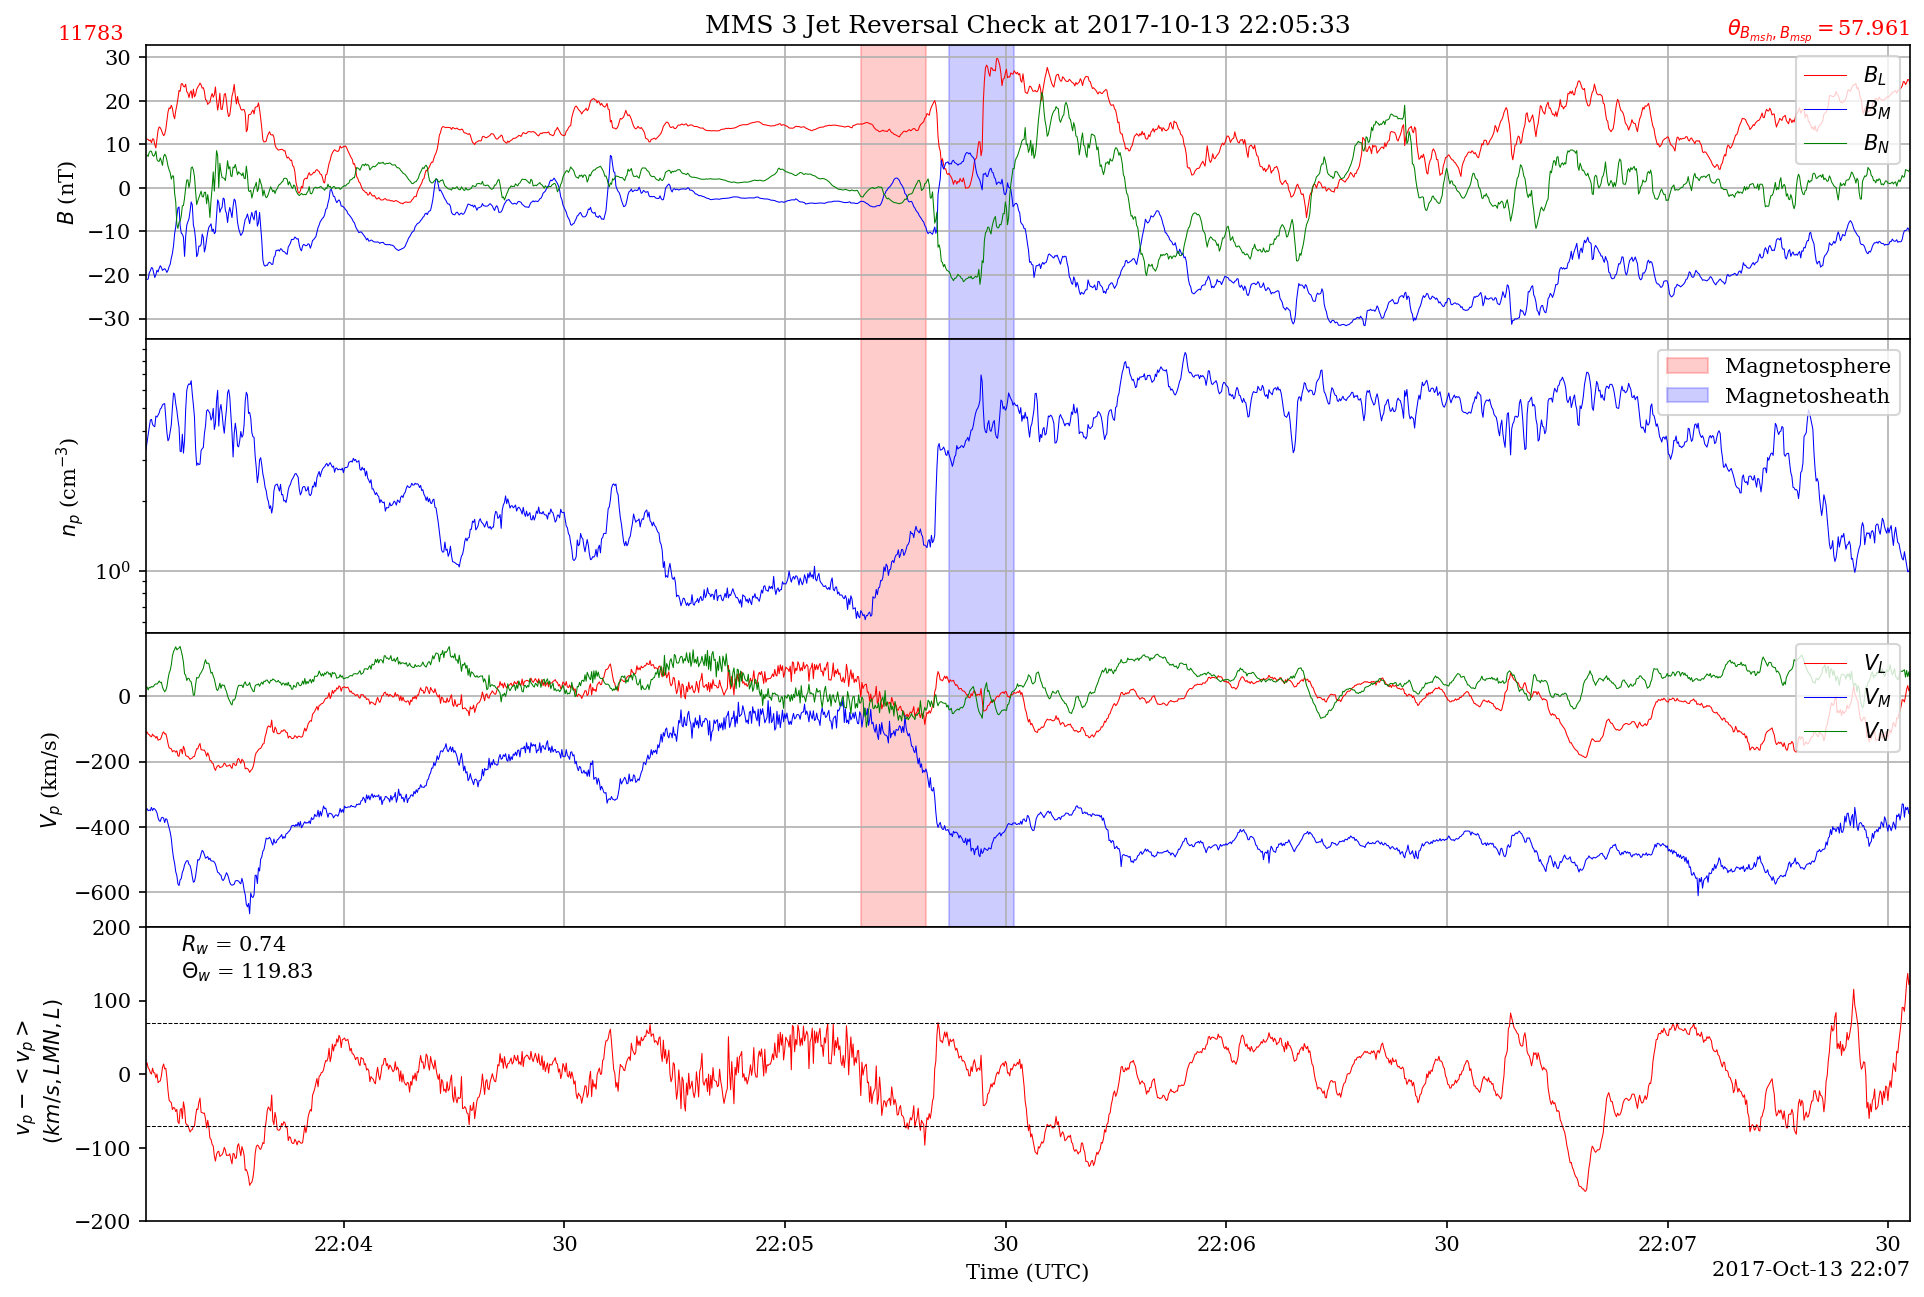 MMS 3 Jet Reversal Check at 2017-10-13 22:05:33
11783
θ_{B_{msh}, B_{msp}} = 57.961
30
20
10
0
−10
−20
−30
B (nT)
B_L
B_M
B_N
10^0
n_p (cm^{−3})
Magnetosphere
Magnetosheath
0
−200
−400
−600
V_p (km/s)
V_L
V_M
V_N
200
100
0
−100
−200
v_p − < v_p >
(km/s, LMN, L)
R_w = 0.74
Θ_w = 119.83
22:04 30 22:05 30 22:06 30 22:07 30
Time (UTC)
2017-Oct-13 22:07